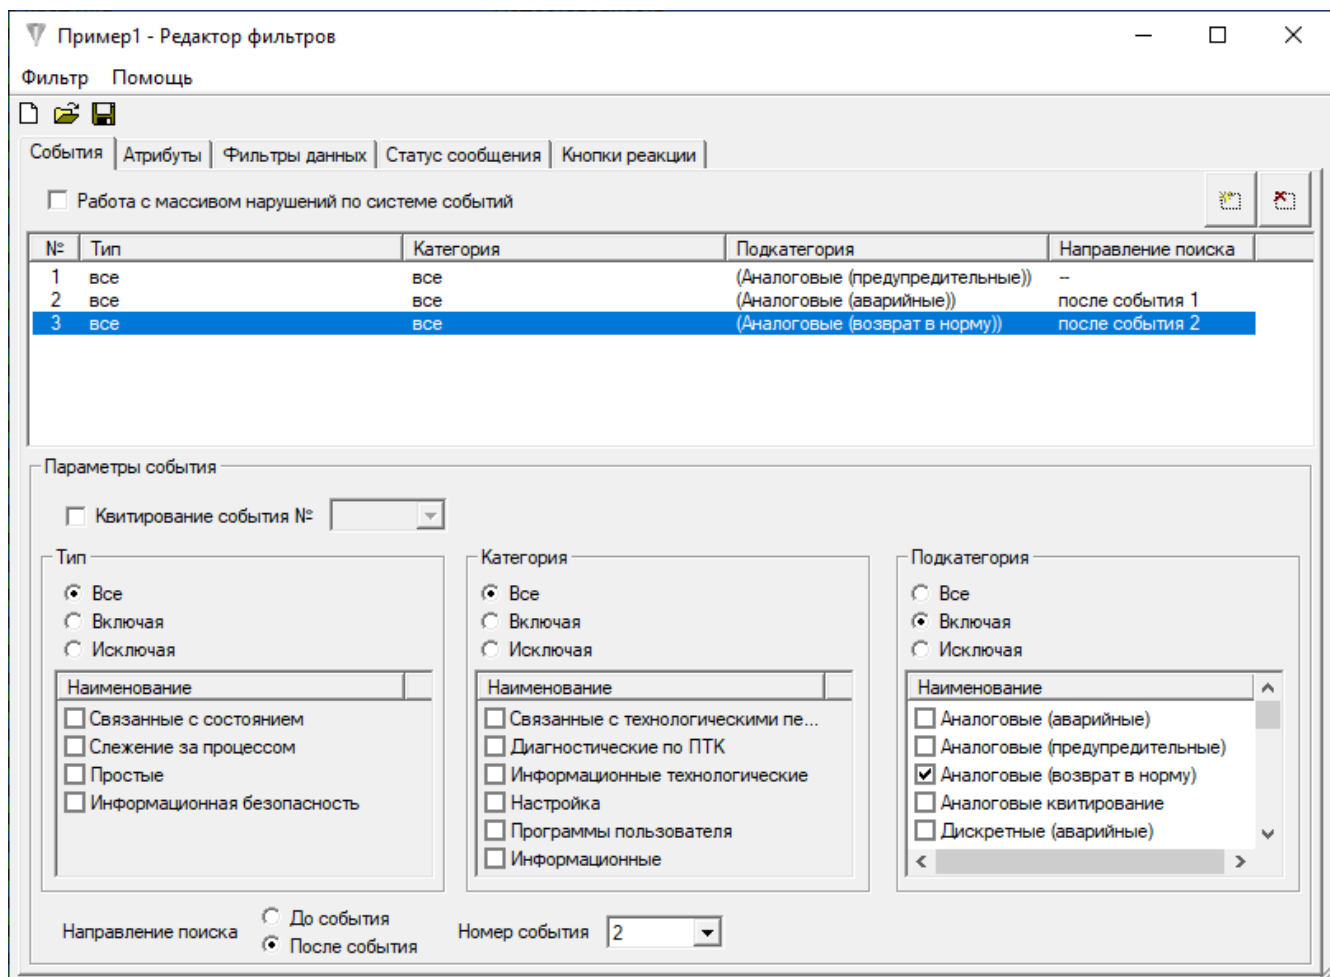 Пример1 - Редактор фильтров
Фильтр Помощь
События Атрибуты Фильтры данных Статус сообщения Кнопки реакции
Работа с массивом нарушений по системе событий
№ Тип Категория Подкатегория Направление поиска
1 все все (Аналоговые (предупредительные)) --
2 все все (Аналоговые (аварийные)) после события 1
3 все все (Аналоговые (возврат в норму)) после события 2
Параметры события
Квитирование события №
Тип Категория Подкатегория
Все Все Все
Включая Включая Включая
Исключая Исключая Исключая
Наименование Наименование Наименование
Связанные с состоянием Связанные с технологическими пе... Аналоговые (аварийные)
Слежение за процессом Диагностические по ПТК Аналоговые (предупредительные)
Простые Информационные технологические Аналоговые (возврат в норму)
Информационная безопасность Настройка Аналоговые квитирование
Программы пользователя Дискретные (аварийные)
Информационные
До события
Направление поиска Номер события 2
После события